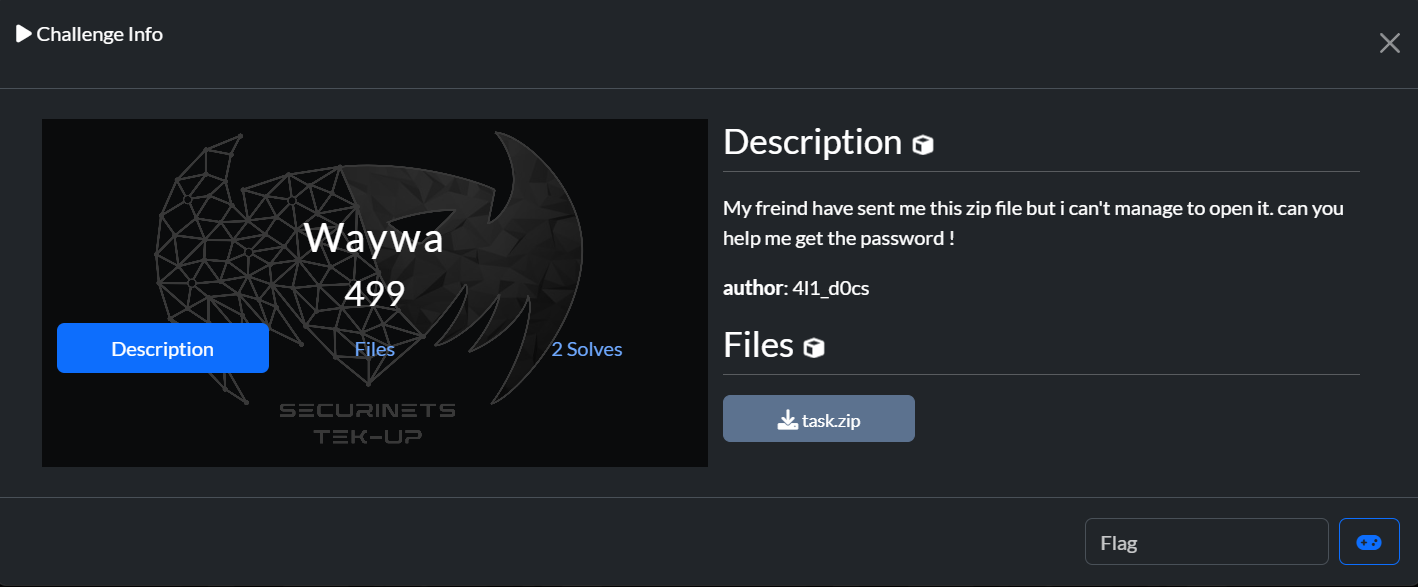 Challenge Info
Waywa
499
Description
Files
2 Solves
SECURINETS
TEK-UP
Description
My freind have sent me this zip file but i can't manage to open it. can you
help me get the password !
author: 4l1_d0cs
Files
task.zip
Flag